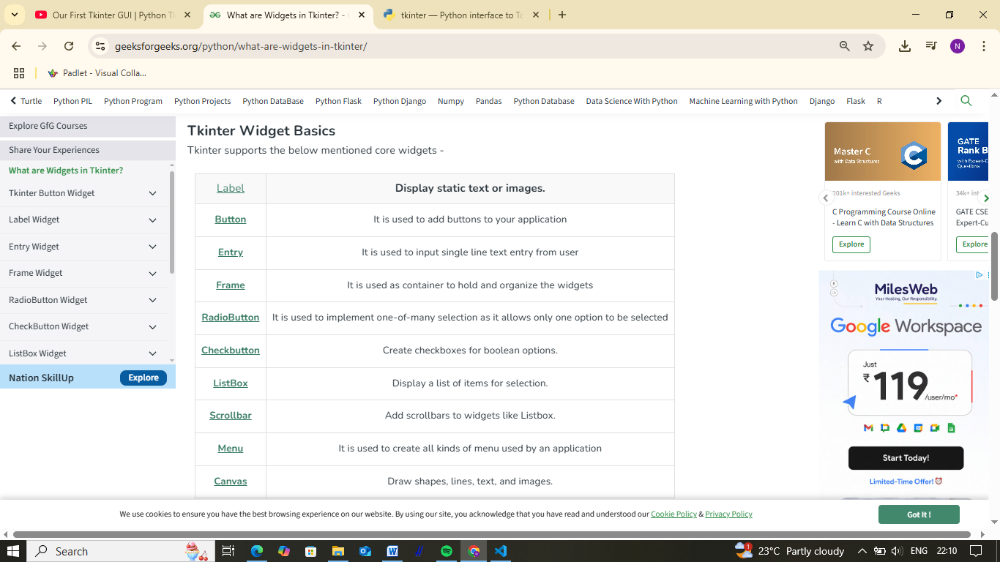 Our First Tkinter GUI | Python T
What are Widgets in Tkinter? -
tkinter — Python interface to Tc
geeksforgeeks.org/python/what-are-widgets-in-tkinter/
N
Padlet - Visual Colla...
Turtle Python PIL Python Program Python Projects Python DataBase Python Flask Python Django Numpy Pandas Python Database Data Science With Python Machine Learning with Python Django Flask R
Explore GfG Courses
Share Your Experiences
What are Widgets in Tkinter?
Tkinter Button Widget
Label Widget
Entry Widget
Frame Widget
RadioButton Widget
CheckButton Widget
ListBox Widget
Nation SkillUp Explore
Tkinter Widget Basics
Tkinter supports the below mentioned core widgets -
Label Display static text or images.
Button It is used to add buttons to your application
Entry It is used to input single line text entry from user
Frame It is used as container to hold and organize the widgets
RadioButton It is used to implement one-of-many selection as it allows only one option to be selected
Checkbutton Create checkboxes for boolean options.
ListBox Display a list of items for selection.
Scrollbar Add scrollbars to widgets like Listbox.
Menu It is used to create all kinds of menu used by an application
Canvas Draw shapes, lines, text, and images.
Master C
with Data Structures
C
201k+ interested Geeks
C Programming Course Online
- Learn C with Data Structures
Explore
GATE
Rank B
with Expert-C
Questions
34k+ int
GATE CSE
Expert-Cu
Explore
MilesWeb
Your Hosting, Our Responsibility.
Google Workspace
Just
₹119/user/mo*
Start Today!
Limited-Time Offer!
We use cookies to ensure you have the best browsing experience on our website. By using our site, you acknowledge that you have read and understood our Cookie Policy & Privacy Policy
Got It !
Search
1
23°C Partly cloudy
ENG
22:10